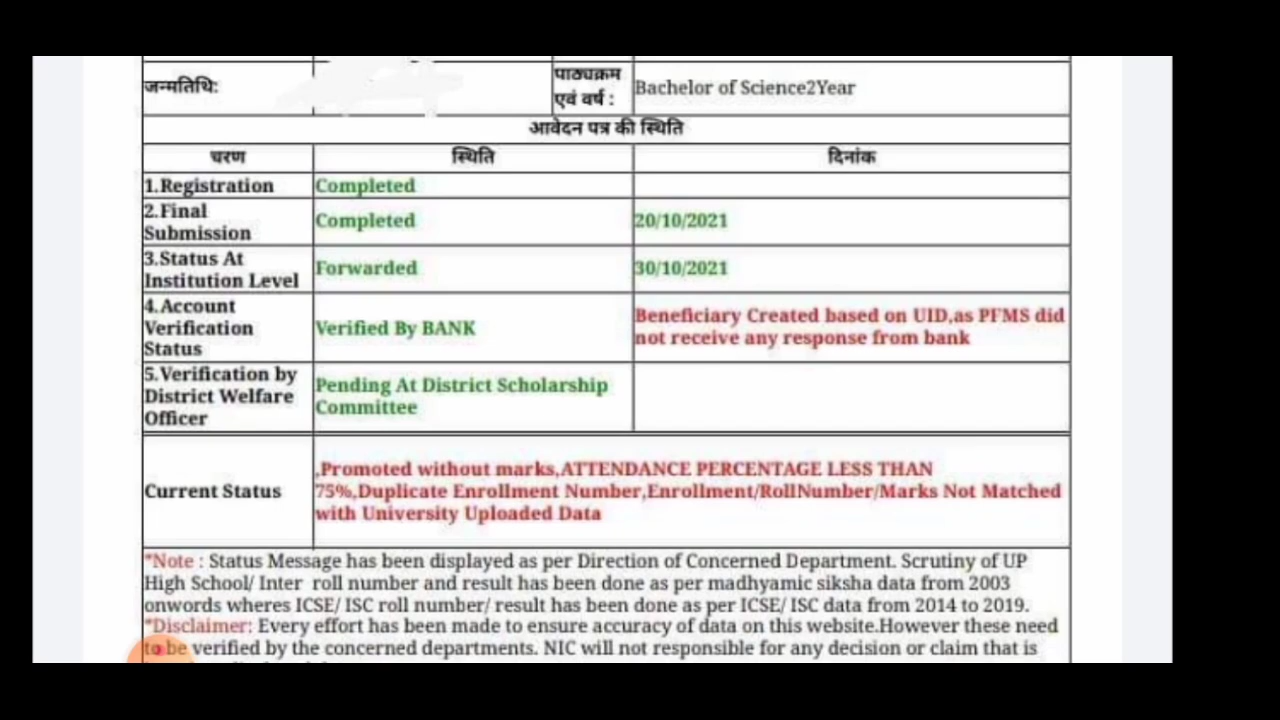 जन्मतिथि:
पाठ्यक्रम
एवं वर्ष :
Bachelor of Science2Year
आवेदन पत्र की स्थिति
चरण स्थिति दिनांक
1.Registration Completed
2.Final
Submission
Completed 20/10/2021
3.Status At
Institution Level
Forwarded 30/10/2021
4.Account
Verification
Status
Verified By BANK
Beneficiary Created based on UID,as PFMS did
not receive any response from bank
5.Verification by
District Welfare
Officer
Pending At District Scholarship
Committee
Current Status
,Promoted without marks,ATTENDANCE PERCENTAGE LESS THAN
75%,Duplicate Enrollment Number,Enrollment/RollNumber/Marks Not Matched
with University Uploaded Data
*Note : Status Message has been displayed as per Direction of Concerned Department. Scrutiny of UP
High School/ Inter roll number and result has been done as per madhyamic siksha data from 2003
onwords wheres ICSE/ ISC roll number/ result has been done as per ICSE/ ISC data from 2014 to 2019.
*Disclaimer: Every effort has been made to ensure accuracy of data on this website.However these need
to be verified by the concerned departments. NIC will not responsible for any decision or claim that is